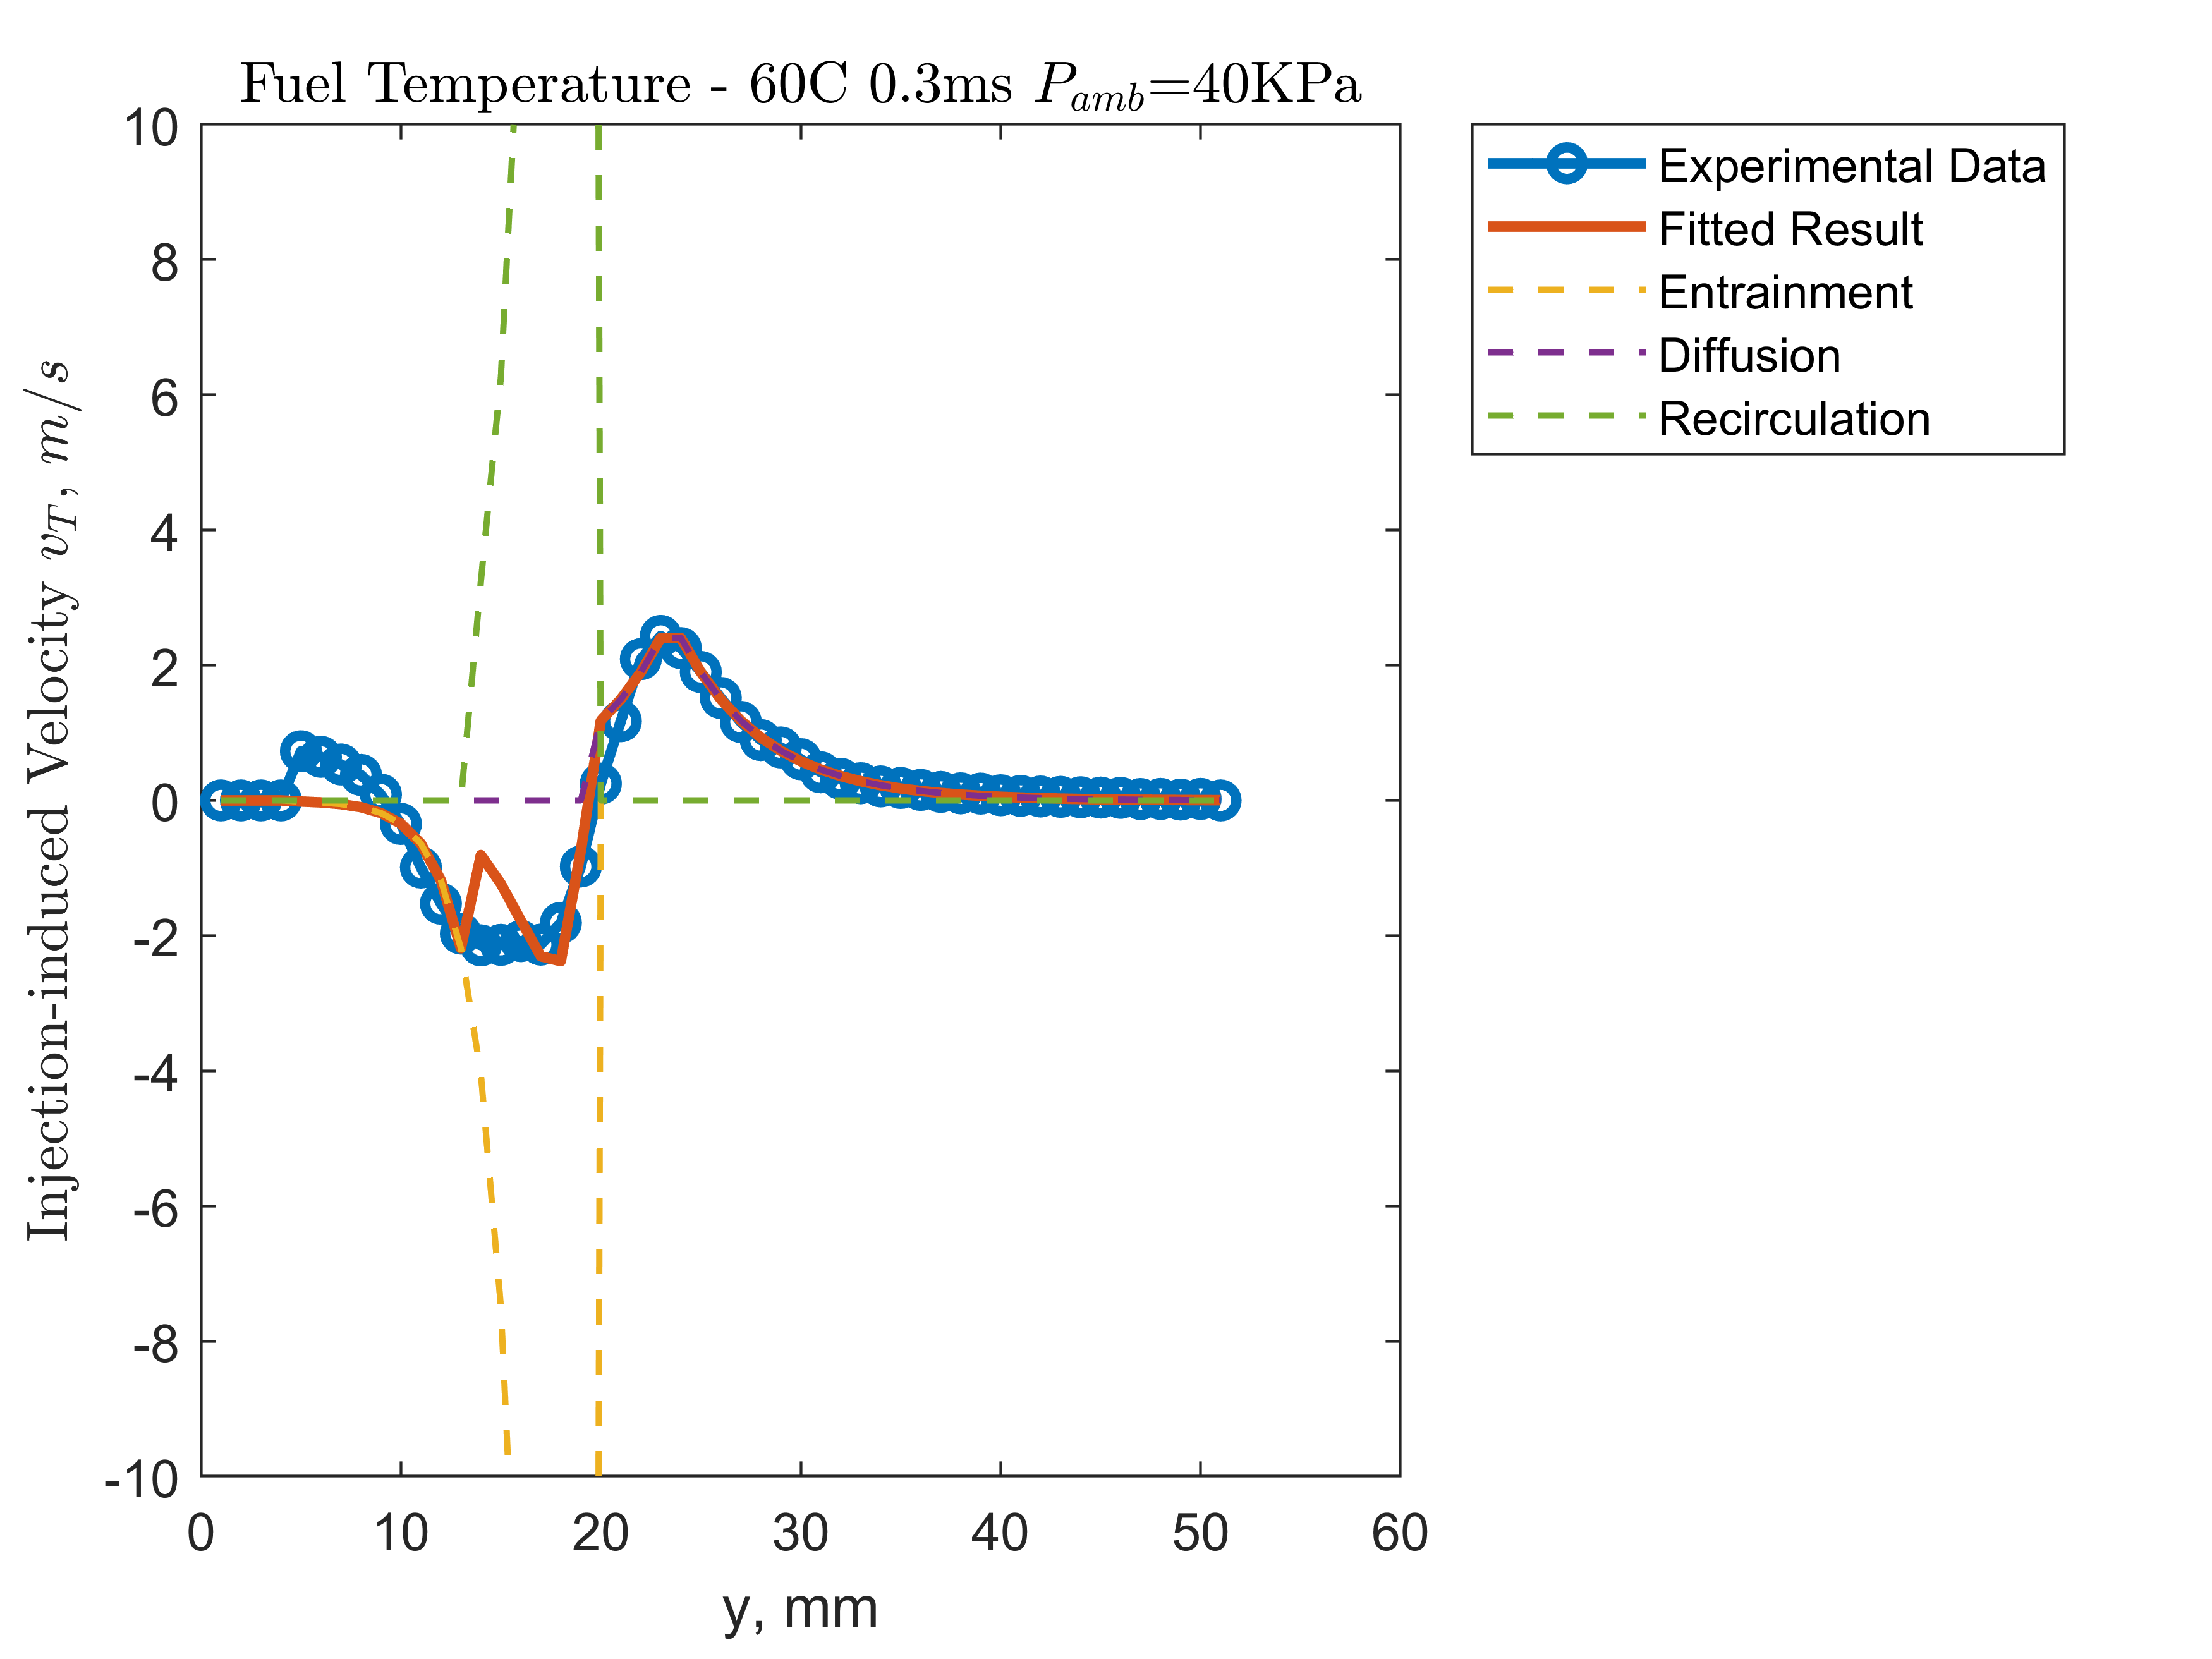 Fuel Temperature - 60C 0.3ms P_amb=40KPa
10
8
6
4
2
0
-2
-4
-6
-8
-10
Injection-induced Velocity v_T, m/s
0 10 20 30 40 50 60
y, mm
Experimental Data
Fitted Result
Entrainment
Diffusion
Recirculation